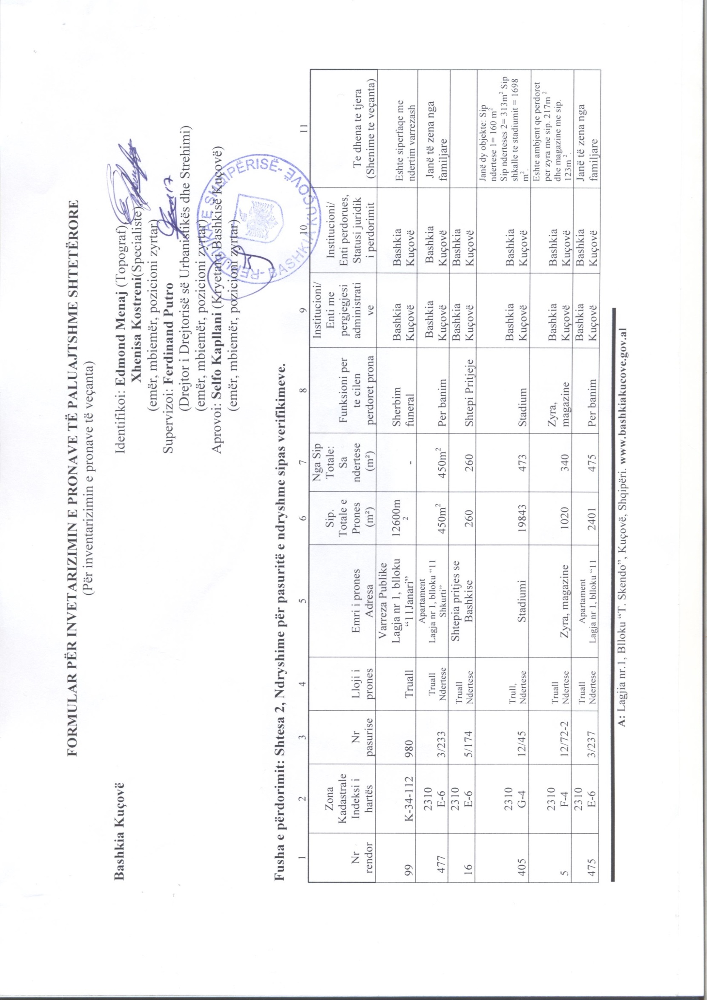 FORMULAR PËR INVETARIZIMIN E PRONAVE TË PALUAJTSHME SHTETËRORE
(Për inventarizimin e pronave të veçanta)
Bashkia Kuçovë
Identifikoi: Edmond Menaj (Topograf)
Xhenisa Kostreni(Specialiste)
(emër, mbiemër, pozicioni zyrtar)
Supervizoi: Ferdinand Putro
(Drejtor i Drejtorisë së Urbanistikës dhe Strehimi)
(emër, mbiemër, pozicioni zyrtar)
Aprovoi: Selfo Kapllani (Kryetari Bashkisë Kuçovë)
(emër, mbiemër, pozicioni zyrtar)
-REPUBLIKA E SHQIPËRISË-
BASHKIA KUÇOVË
Fusha e përdorimit: Shtesa 2, Ndryshime për pasuritë e ndryshme sipas verifikimeve.
1 2 3 4 5 6 7 8 9 10 11
Nr
rendor
Zona
Kadastrale
Indeksi i
hartës
Nr
pasurise
Lloji i
prones
Emri i prones
Adresa
Sip.
Totale e
Prones
(m²)
Nga Sip
Totale:
Sa
ndertese
(m²)
Funksioni per
te cilen
perdoret prona
Institucioni/
Enti me
pergjegjesi
administrati
ve
Institucioni/
Enti perdorues,
Statusi juridik
i perdorimit
Te dhena te tjera
(Shenime te veçanta)
99
K-34-112
980
Truall
Varreza Publike
Lagja nr 1, blloku
“11Janari”
12600m
2
-
Sherbim
funeral
Bashkia
Kuçovë
Bashkia
Kuçovë
Eshte siperfaqe me
ndertim varrezash
477
2310
E-6
3/233
Truall
Ndertese
Apartament
Lagja nr 1, blloku “11
Shkurti”
450m²
450m²
Per banim
Bashkia
Kuçovë
Bashkia
Kuçovë
Janë të zena nga
familjare
16
2310
E-6
5/174
Truall
Ndertese
Shtepia pritjes se
Bashkise
260
260
Shtepi Pritjeje
Bashkia
Kuçovë
Bashkia
Kuçovë
405
2310
G-4
12/45
Trull,
Ndertese
Stadiumi
19843
473
Stadium
Bashkia
Kuçovë
Bashkia
Kuçovë
Janë dy objekte: Sip
ndertese 1= 160 m²
Sip nderteses 2= 313m² Sip
shkalle te stadiumit = 1698
m².
5
2310
F-4
12/72-2
Truall
Ndertese
Zyra, magazine
1020
340
Zyra,
magazine
Bashkia
Kuçovë
Bashkia
Kuçovë
Eshte ambjent qe perdoret
per zyra me sip. 217m ²
dhe magazine me sip.
123m ².
475
2310
E-6
3/237
Truall
Ndertese
Apartament
Lagja nr 1, blloku “11
2401
475
Per banim
Bashkia
Kuçovë
Bashkia
Kuçovë
Janë të zena nga
familjare
A: Lagjia nr.1, Blloku “T. Skendo”, Kuçovë, Shqipëri. www.bashkiakucove.gov.al